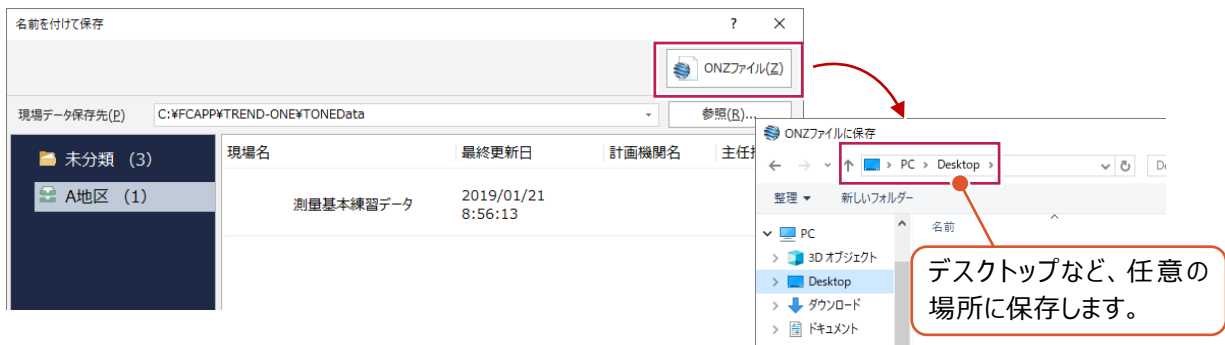 名前を付けて保存
? ×
ONZファイル(Z)
現場データ保存先(P) C:¥FCAPP¥TREND-ONE¥TONEData 参照(R)...
未分類 (3)
A地区 (1)
現場名 最終更新日 計画機関名 主任
測量基本練習データ 2019/01/21
8:56:13
ONZファイルに保存
PC > Desktop >
整理 新しいフォルダー
名前
PC
3D オブジェクト
Desktop
ダウンロード
ドキュメント
デスクトップなど、任意の
場所に保存します。